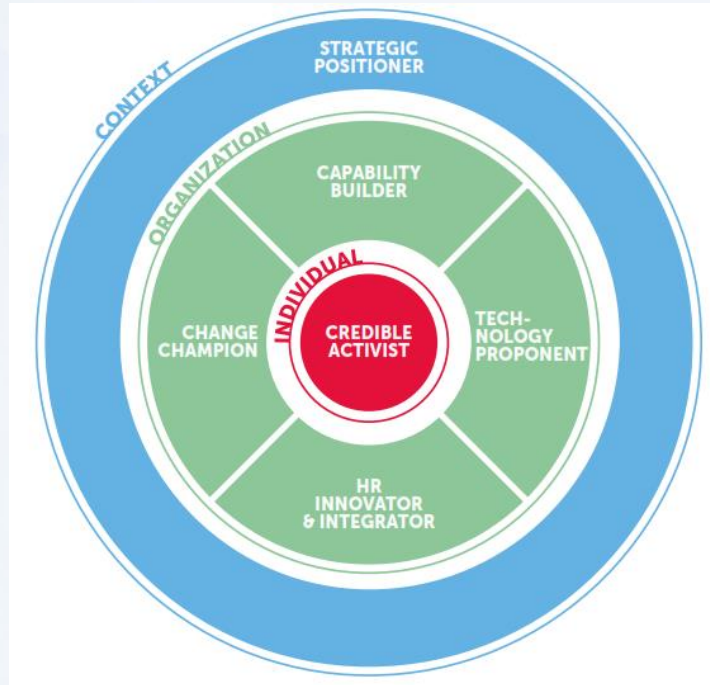 STRATEGIC
POSITIONER
CONTEXT
ORGANIZATION
CAPABILITY
BUILDER
INDIVIDUAL
CHANGE
CHAMPION
CREDIBLE
ACTIVIST
TECH-
NOLOGY
PROPONENT
HR
INNOVATOR
& INTEGRATOR